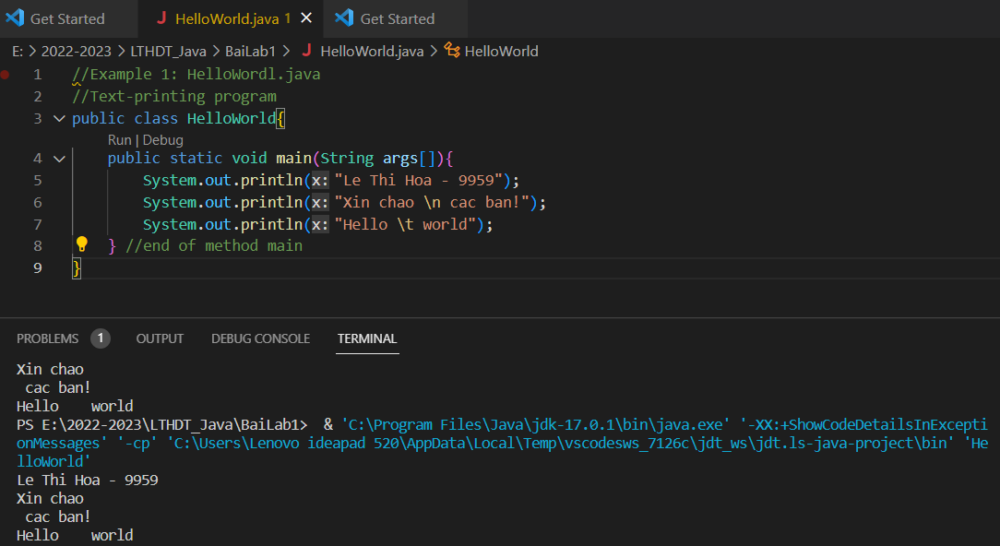 Get Started J HelloWorld.java 1 × Get Started
E: > 2022-2023 > LTHDT_Java > BaiLab1 > J HelloWorld.java > HelloWorld
1 //Example 1: HelloWordl.java
2 //Text-printing program
3 public class HelloWorld{
Run | Debug
4 public static void main(String args[]){
5 System.out.println(x: "Le Thi Hoa - 9959");
6 System.out.println(x: "Xin chao \n cac ban!");
7 System.out.println(x: "Hello \t world");
8 } //end of method main
9 }
PROBLEMS 1 OUTPUT DEBUG CONSOLE TERMINAL
Xin chao
cac ban!
Hello    world
PS E:\2022-2023\LTHDT_Java\BaiLab1>  & 'C:\Program Files\Java\jdk-17.0.1\bin\java.exe' '-XX:+ShowCodeDetailsInExcepti
onMessages' '-cp' 'C:\Users\Lenovo ideapad 520\AppData\Local\Temp\vscodesws_7126c\jdt_ws\jdt.ls-java-project\bin' 'He
lloWorld'
Le Thi Hoa - 9959
Xin chao
cac ban!
Hello    world